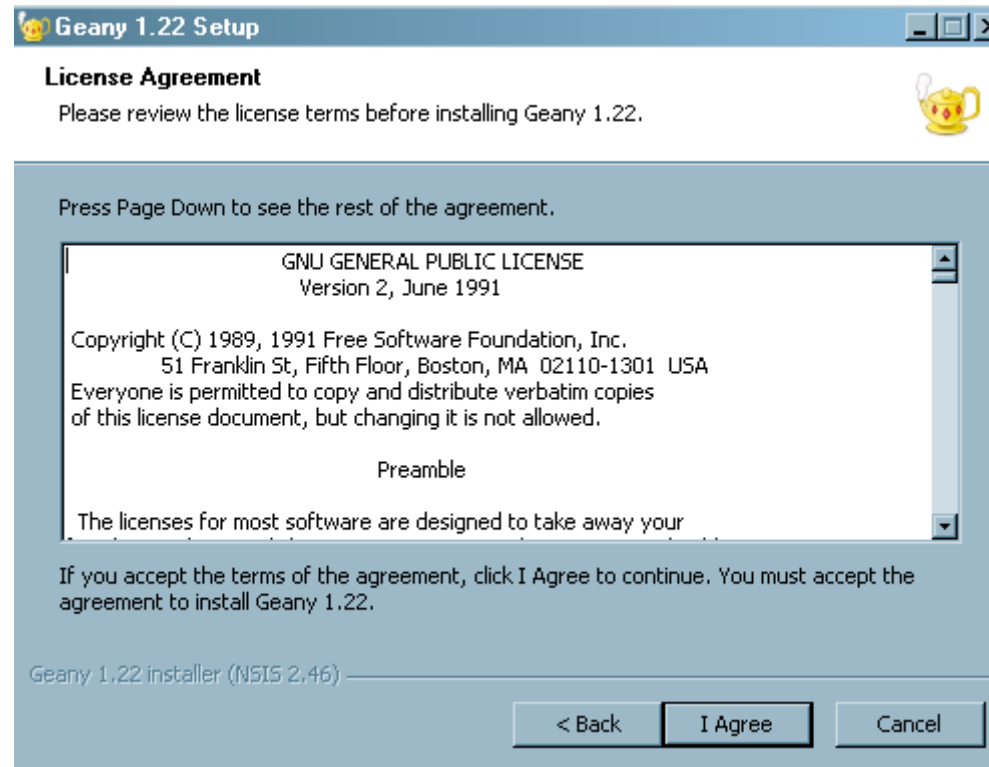 Geany 1.22 Setup
License Agreement
Please review the license terms before installing Geany 1.22.
Press Page Down to see the rest of the agreement.
GNU GENERAL PUBLIC LICENSE
Version 2, June 1991
Copyright (C) 1989, 1991 Free Software Foundation, Inc.
51 Franklin St, Fifth Floor, Boston, MA 02110-1301 USA
Everyone is permitted to copy and distribute verbatim copies
of this license document, but changing it is not allowed.
Preamble
The licenses for most software are designed to take away your
If you accept the terms of the agreement, click I Agree to continue. You must accept the
agreement to install Geany 1.22.
Geany 1.22 installer (NSIS 2.46)
< Back I Agree Cancel